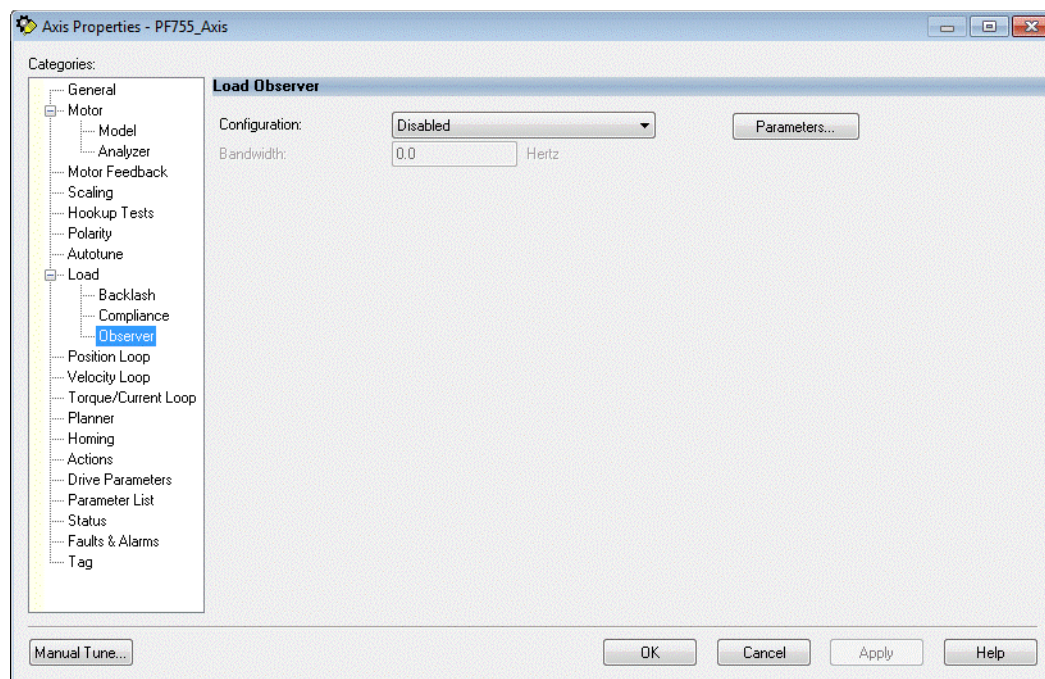 Axis Properties - PF755_Axis
Categories:
General
Motor
Model
Analyzer
Motor Feedback
Scaling
Hookup Tests
Polarity
Autotune
Load
Backlash
Compliance
Observer
Position Loop
Velocity Loop
Torque/Current Loop
Planner
Homing
Actions
Drive Parameters
Parameter List
Status
Faults & Alarms
Tag
Load Observer
Configuration: Disabled Parameters...
Bandwidth: 0.0 Hertz
Manual Tune... OK Cancel Apply Help